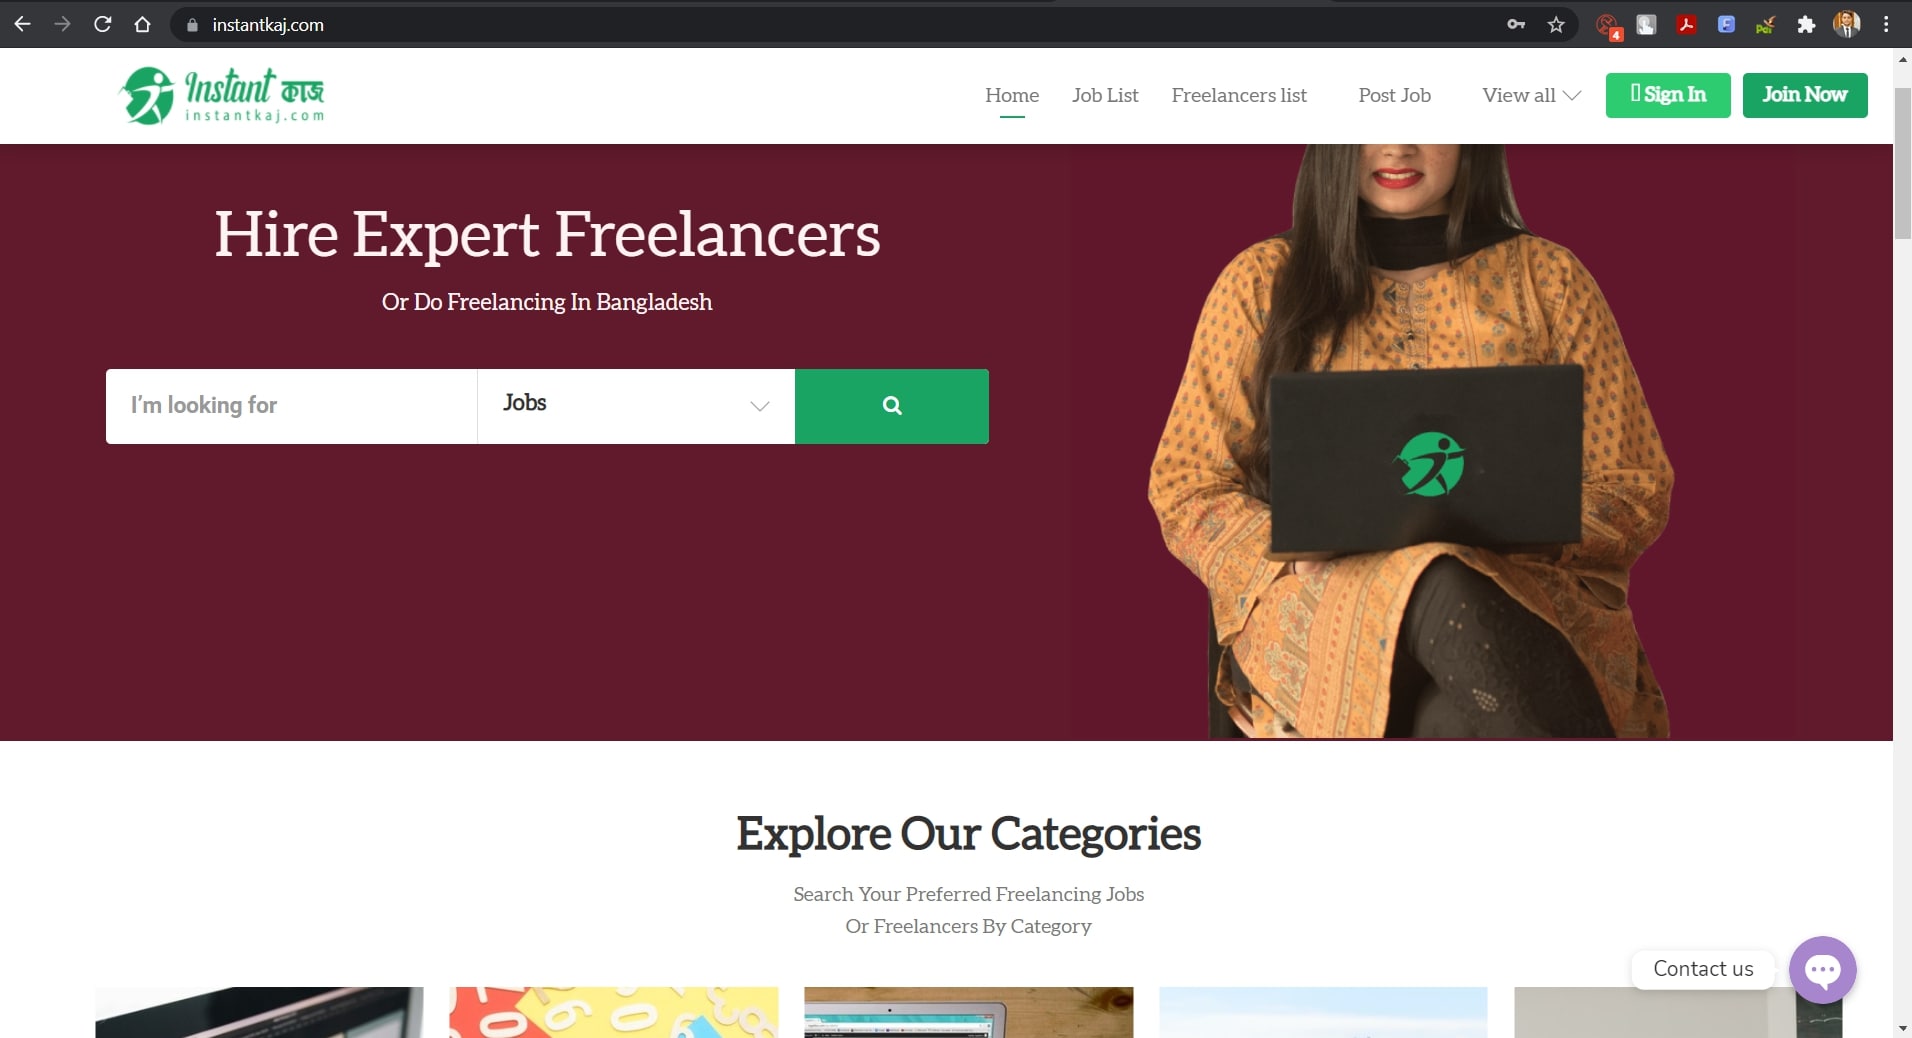 instantkaj.com
4
Instant কাজ
instantkaj.com
Home
Job List
Freelancers list
Post Job
View all
Sign In
Join Now
Hire Expert Freelancers
Or Do Freelancing In Bangladesh
I'm looking for
Jobs
Explore Our Categories
Search Your Preferred Freelancing Jobs
Or Freelancers By Category
Contact us